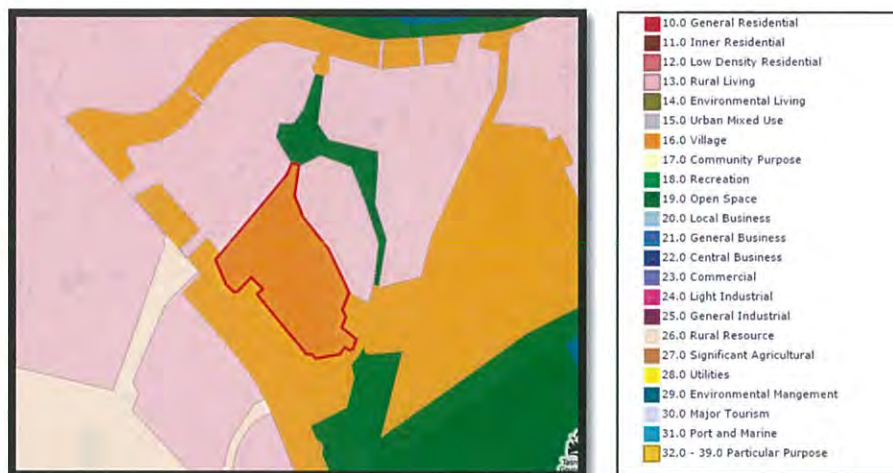 10.0 General Residential
11.0 Inner Residential
12.0 Low Density Residential
13.0 Rural Living
14.0 Environmental Living
15.0 Urban Mixed Use
16.0 Village
17.0 Community Purpose
18.0 Recreation
19.0 Open Space
20.0 Local Business
21.0 General Business
22.0 Central Business
23.0 Commercial
24.0 Light Industrial
25.0 General Industrial
26.0 Rural Resource
27.0 Significant Agricultural
28.0 Utilities
29.0 Environmental Mangement
30.0 Major Tourism
31.0 Port and Marine
32.0 - 39.0 Particular Purpose